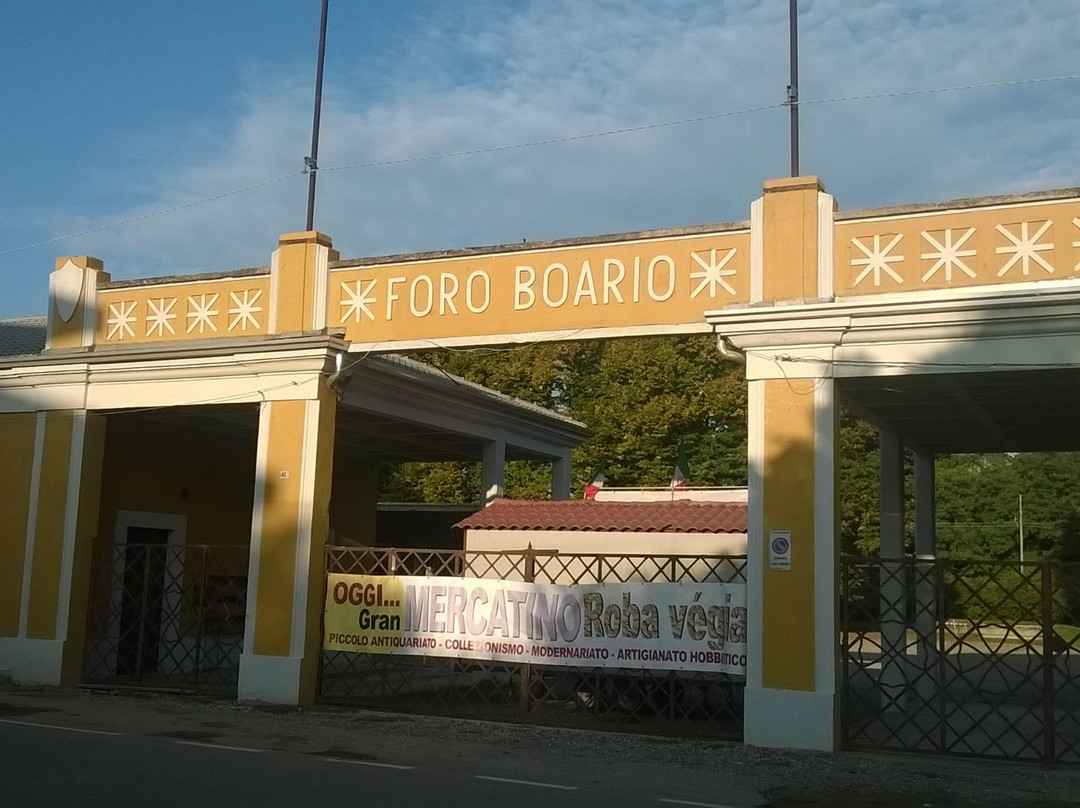 FORO BOARIO
OGGI... Gran MERCATINO Roba végia
PICCOLO ANTIQUARIATO - COLLEZIONISMO - MODERNARIATO - ARTIGIANATO HOBBISTICO